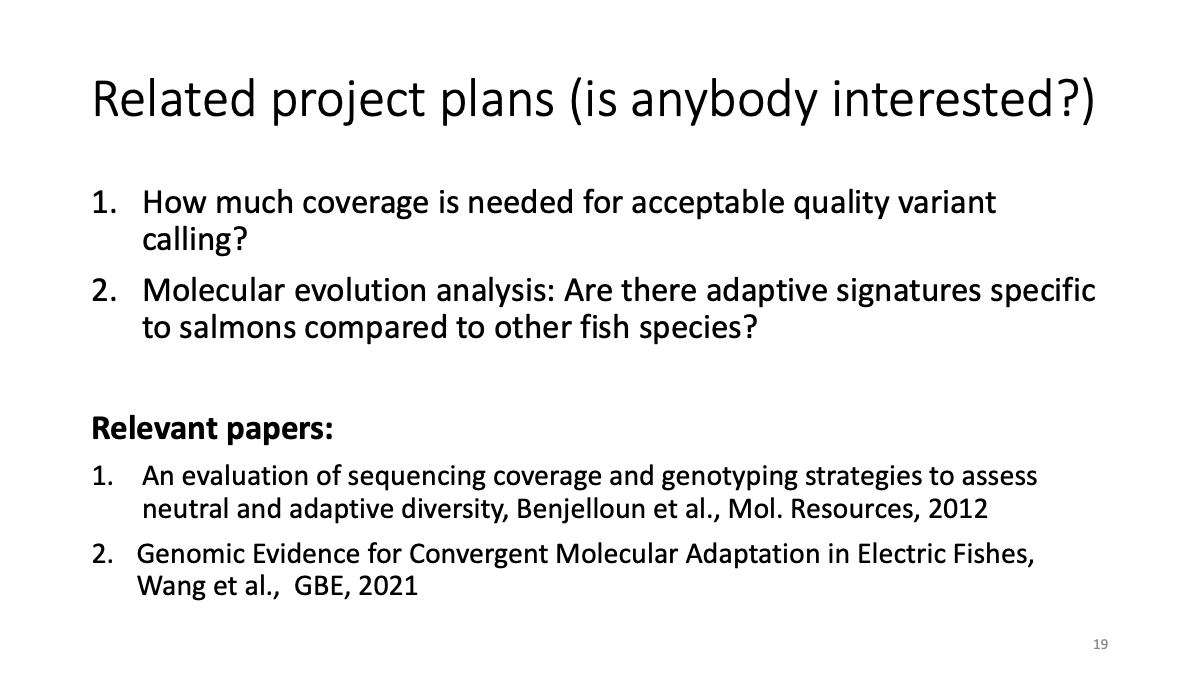 Related project plans (is anybody interested?)
1. How much coverage is needed for acceptable quality variant
calling?
2. Molecular evolution analysis: Are there adaptive signatures specific
to salmons compared to other fish species?
Relevant papers:
1. An evaluation of sequencing coverage and genotyping strategies to assess
neutral and adaptive diversity, Benjelloun et al., Mol. Resources, 2012
2. Genomic Evidence for Convergent Molecular Adaptation in Electric Fishes,
Wang et al.,  GBE, 2021
19